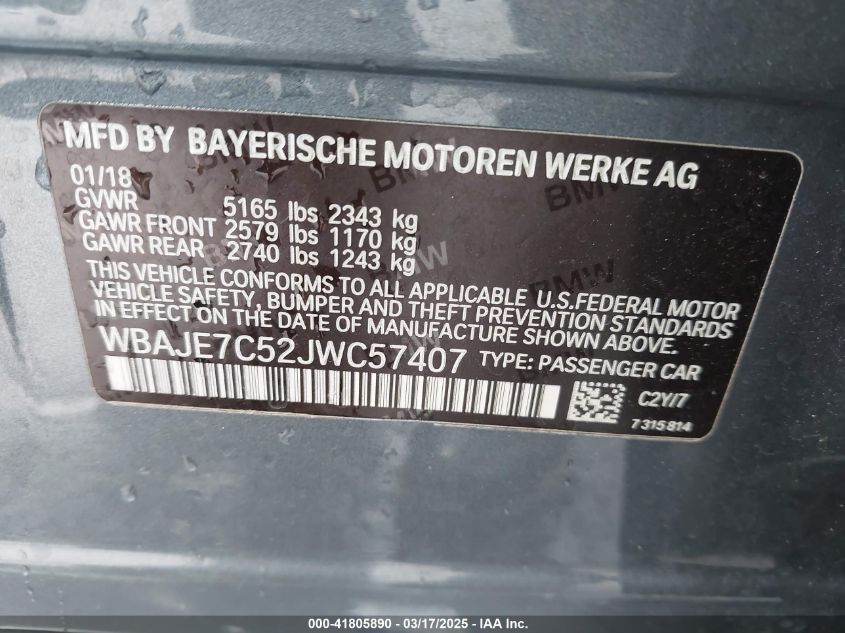 MFD BY BAYERISCHE MOTOREN WERKE AG
01/18
GVWR 5165 lbs 2343 kg
GAWR FRONT 2579 lbs 1170 kg
GAWR REAR 2740 lbs 1243 kg
THIS VEHICLE CONFORMS TO ALL APPLICABLE U.S.FEDERAL MOTOR
VEHICLE SAFETY, BUMPER AND THEFT PREVENTION STANDARDS
IN EFFECT ON THE DATE OF MANUFACTURE SHOWN ABOVE.
WBAJE7C52JWC57407 TYPE: PASSENGER CAR
C2Y/7
7 315 814
000-41805890 - 03/17/2025 - IAA Inc.